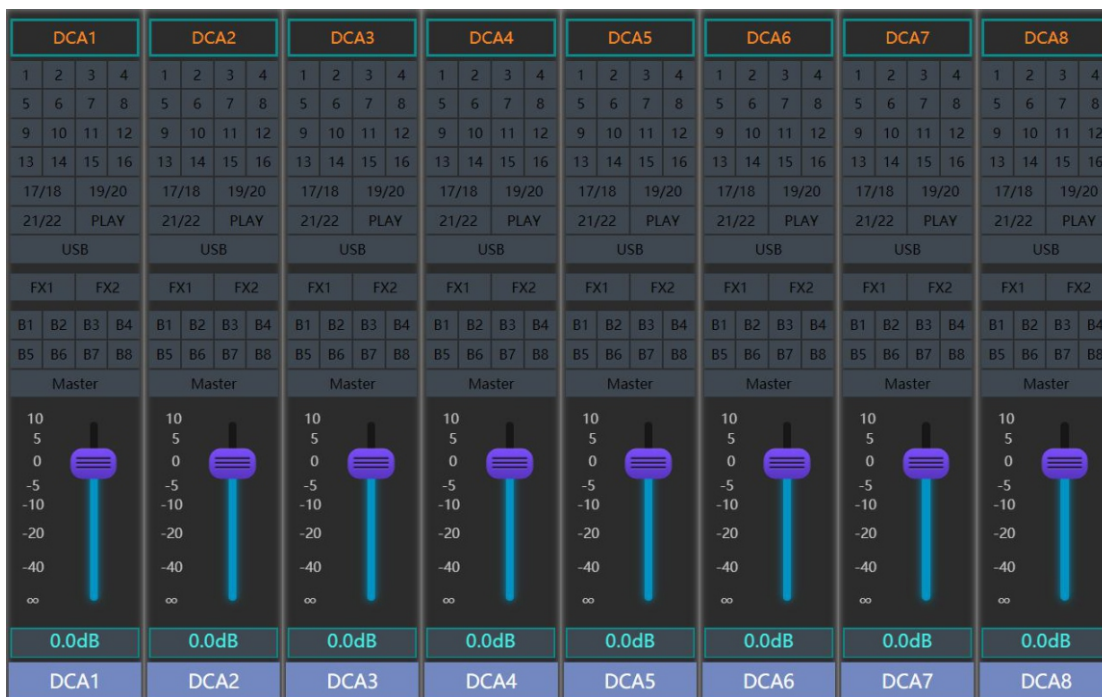 DCA1 DCA2 DCA3 DCA4 DCA5 DCA6 DCA7 DCA8
1 2 3 4 1 2 3 4 1 2 3 4 1 2 3 4 1 2 3 4 1 2 3 4 1 2 3 4 1 2 3 4
5 6 7 8 5 6 7 8 5 6 7 8 5 6 7 8 5 6 7 8 5 6 7 8 5 6 7 8 5 6 7 8
9 10 11 12 9 10 11 12 9 10 11 12 9 10 11 12 9 10 11 12 9 10 11 12 9 10 11 12 9 10 11 12
13 14 15 16 13 14 15 16 13 14 15 16 13 14 15 16 13 14 15 16 13 14 15 16 13 14 15 16 13 14 15 16
17/18 19/20 17/18 19/20 17/18 19/20 17/18 19/20 17/18 19/20 17/18 19/20 17/18 19/20 17/18 19/20
21/22 PLAY 21/22 PLAY 21/22 PLAY 21/22 PLAY 21/22 PLAY 21/22 PLAY 21/22 PLAY 21/22 PLAY
USB USB USB USB USB USB USB USB
FX1 FX2 FX1 FX2 FX1 FX2 FX1 FX2 FX1 FX2 FX1 FX2 FX1 FX2 FX1 FX2
B1 B2 B3 B4 B1 B2 B3 B4 B1 B2 B3 B4 B1 B2 B3 B4 B1 B2 B3 B4 B1 B2 B3 B4 B1 B2 B3 B4 B1 B2 B3 B4
B5 B6 B7 B8 B5 B6 B7 B8 B5 B6 B7 B8 B5 B6 B7 B8 B5 B6 B7 B8 B5 B6 B7 B8 B5 B6 B7 B8 B5 B6 B7 B8
Master Master Master Master Master Master Master Master
10 10 10 10 10 10 10 10
5 5 5 5 5 5 5 5
0 0 0 0 0 0 0 0
-5 -5 -5 -5 -5 -5 -5 -5
-10 -10 -10 -10 -10 -10 -10 -10
-20 -20 -20 -20 -20 -20 -20 -20
-40 -40 -40 -40 -40 -40 -40 -40
∞ ∞ ∞ ∞ ∞ ∞ ∞ ∞
0.0dB 0.0dB 0.0dB 0.0dB 0.0dB 0.0dB 0.0dB 0.0dB
DCA1 DCA2 DCA3 DCA4 DCA5 DCA6 DCA7 DCA8